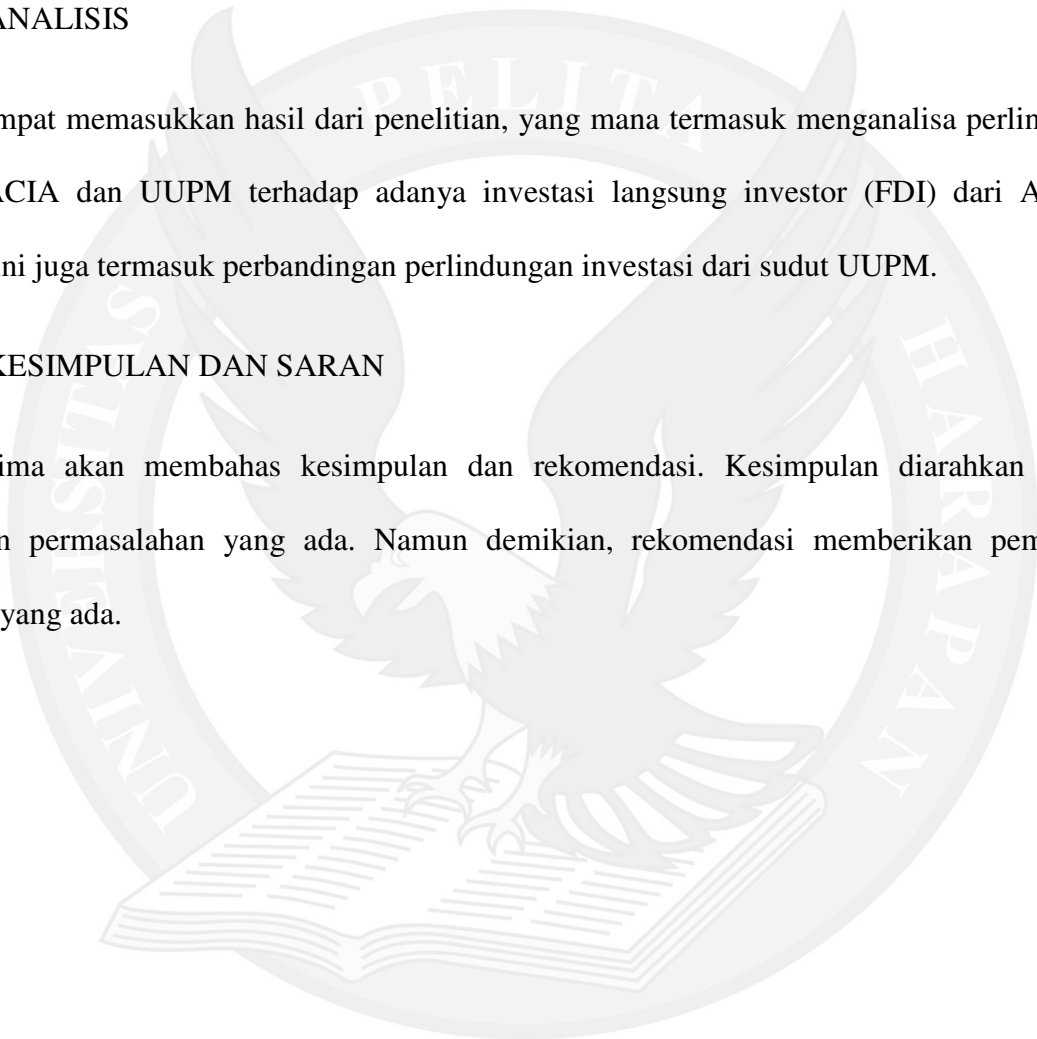 ANALISIS
mpat memasukkan hasil dari penelitian, yang mana termasuk menganalisa perlin
ACIA dan UUPM terhadap adanya investasi langsung investor (FDI) dari A
ini juga termasuk perbandingan perlindungan investasi dari sudut UUPM.
KESIMPULAN DAN SARAN
ima akan membahas kesimpulan dan rekomendasi. Kesimpulan diarahkan
n permasalahan yang ada. Namun demikian, rekomendasi memberikan pem
yang ada.
UNIVERSITAS PELITA HARAPAN